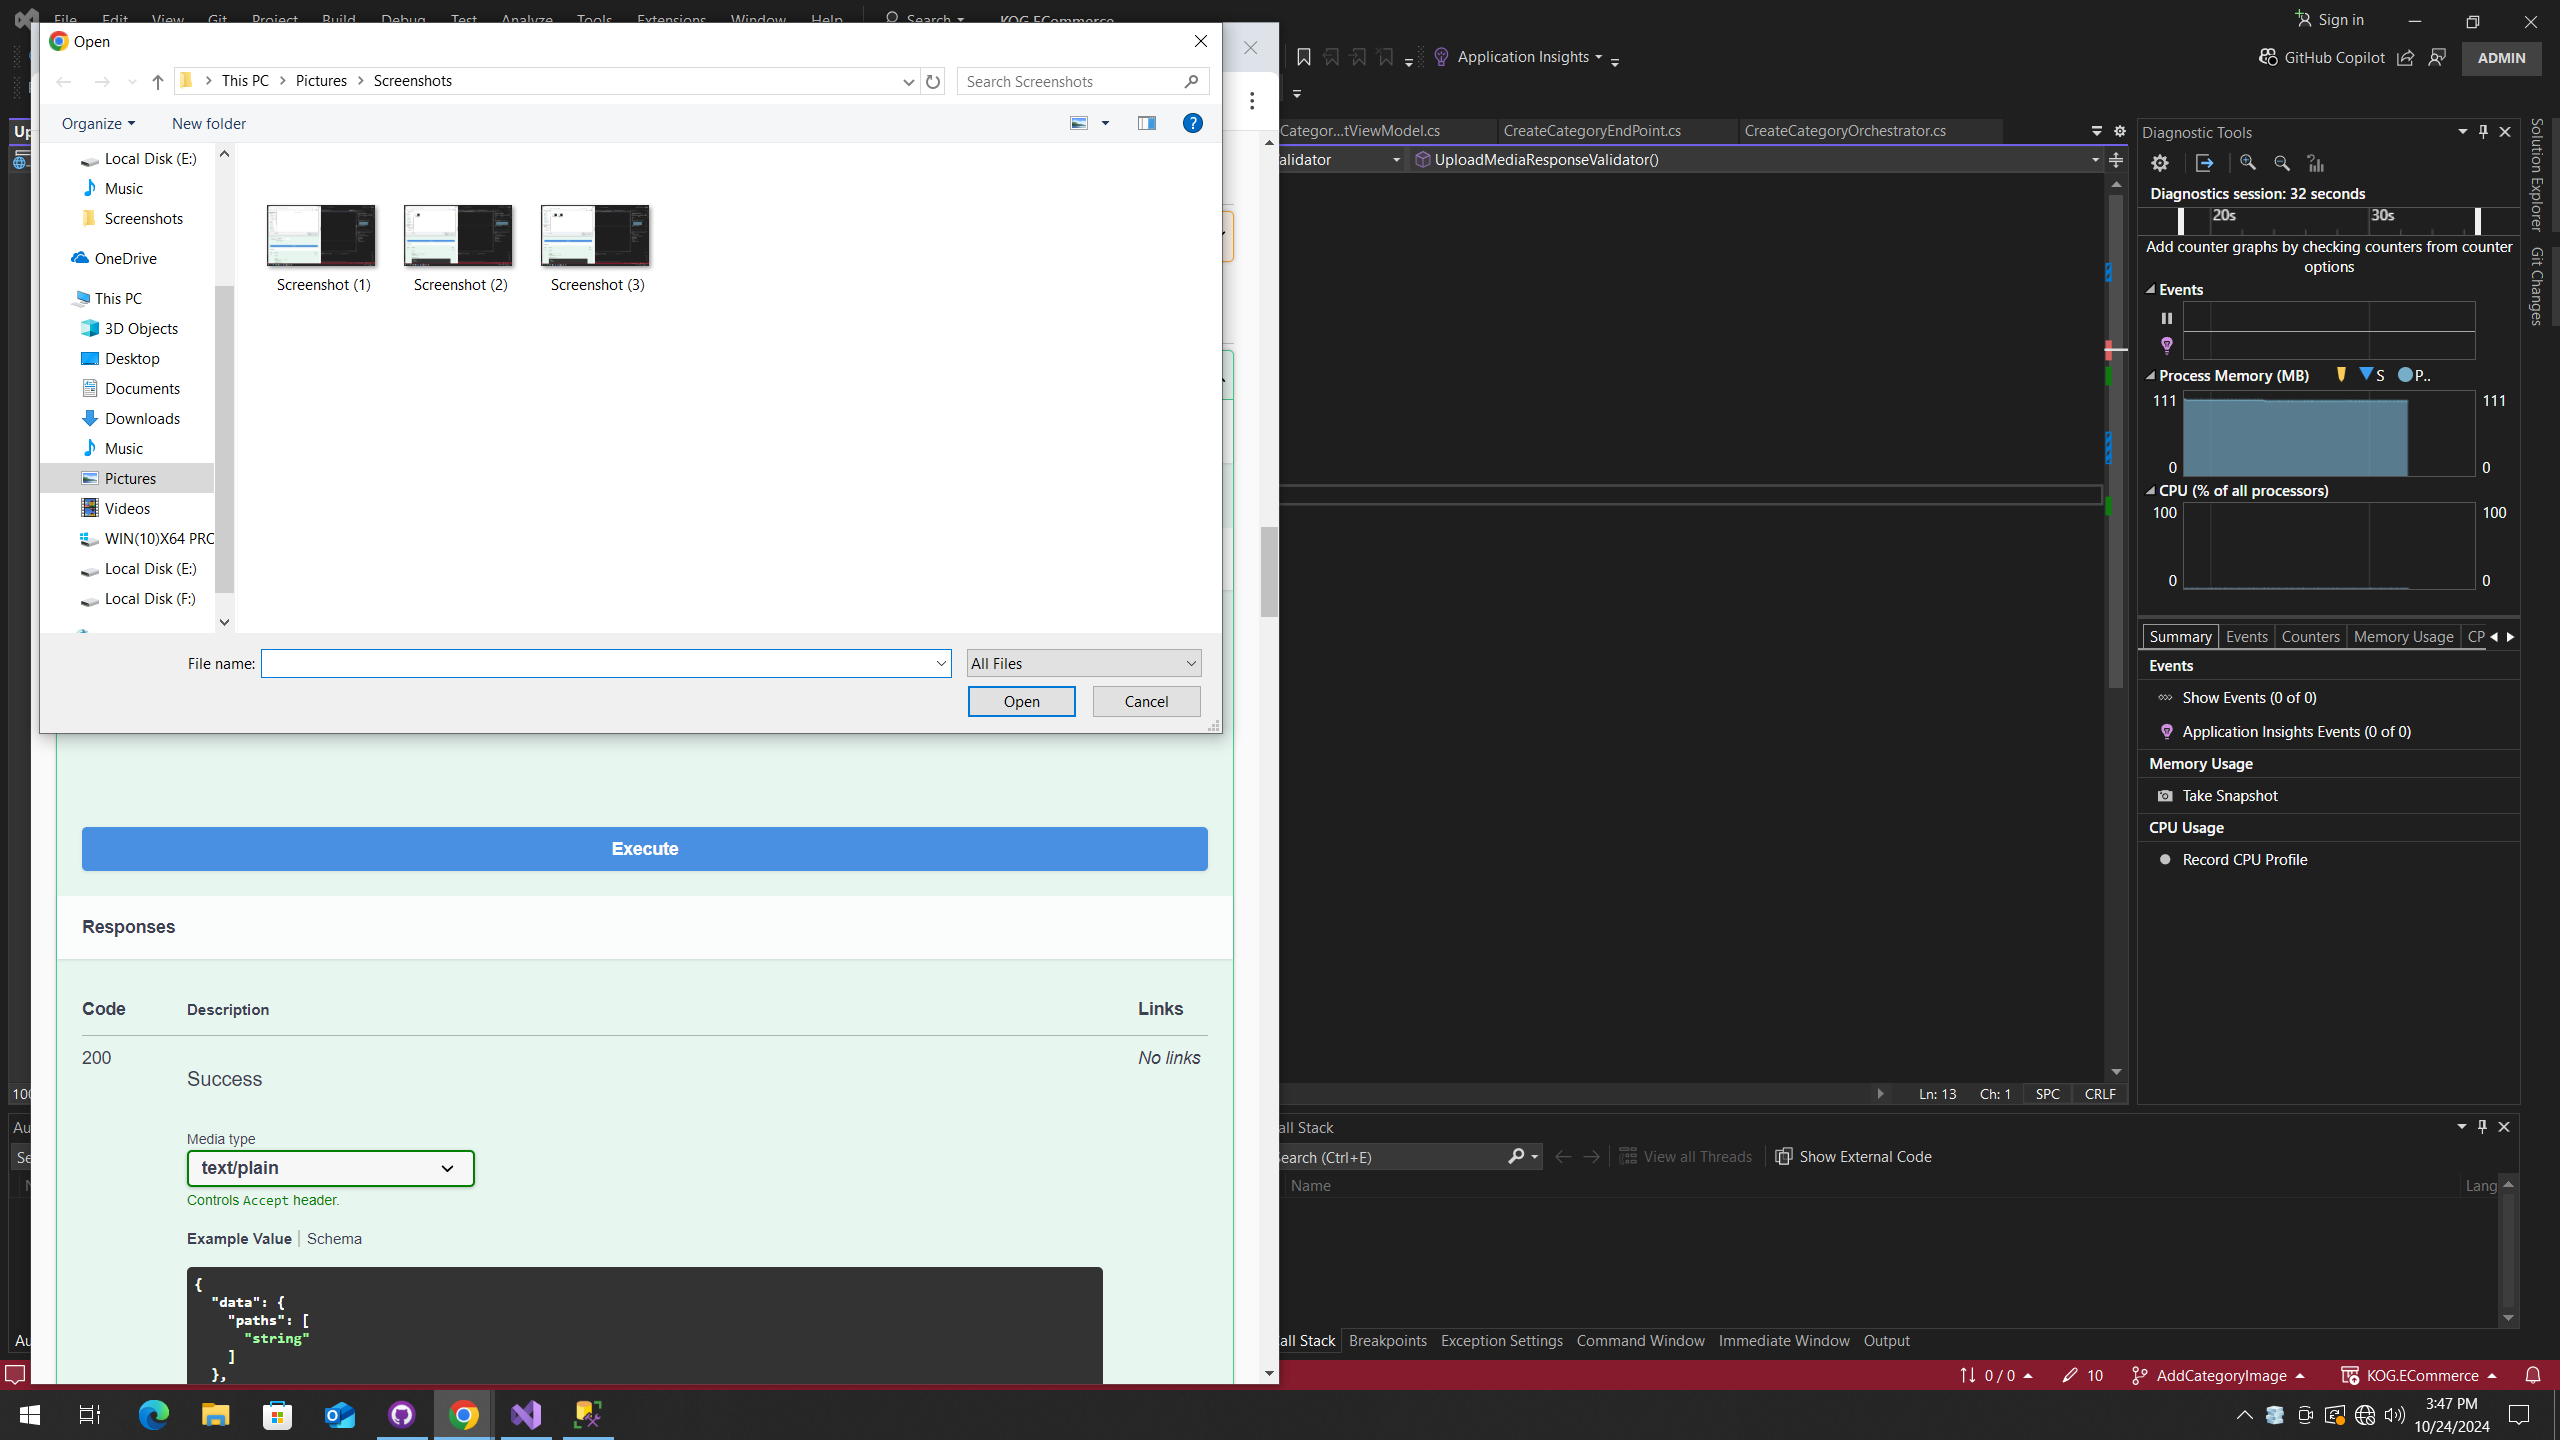 File Edit View Git Project Build Debug Test Analyze Tools Extensions Window Help Search KOG.ECommerce
Sign in
Open
Application Insights
GitHub Copilot
ADMIN
This PC
Pictures
Screenshots
Search Screenshots
Organize
New folder
Categor...tViewModel.cs
CreateCategoryEndPoint.cs
CreateCategoryOrchestrator.cs
alidator
UploadMediaResponseValidator()
Local Disk (E:)
Music
Screenshots
OneDrive
This PC
3D Objects
Desktop
Documents
Downloads
Music
Pictures
Videos
WIN(10)X64 PRO
Local Disk (E:)
Local Disk (F:)
Screenshot (1)
Screenshot (2)
Screenshot (3)
File name:
All Files
Open
Cancel
Execute
Responses
Code
Description
Links
200
No links
Success
Media type
text/plain
Controls Accept header.
Example Value
Schema
{
"data": {
"paths": [
"string"
]
},
Diagnostic Tools
Diagnostics session: 32 seconds
20s
30s
Add counter graphs by checking counters from counter
options
Events
Process Memory (MB)
S
P..
111
111
0
0
CPU (% of all processors)
100
100
0
0
Summary
Events
Counters
Memory Usage
CP
Events
Show Events (0 of 0)
Application Insights Events (0 of 0)
Memory Usage
Take Snapshot
CPU Usage
Record CPU Profile
Solution Explorer
Git Changes
Ln: 13
Ch: 1
SPC
CRLF
all Stack
earch (Ctrl+E)
View all Threads
Show External Code
Name
Lang
all Stack
Breakpoints
Exception Settings
Command Window
Immediate Window
Output
0 / 0
10
AddCategoryImage
KOG.ECommerce
3:47 PM
10/24/2024